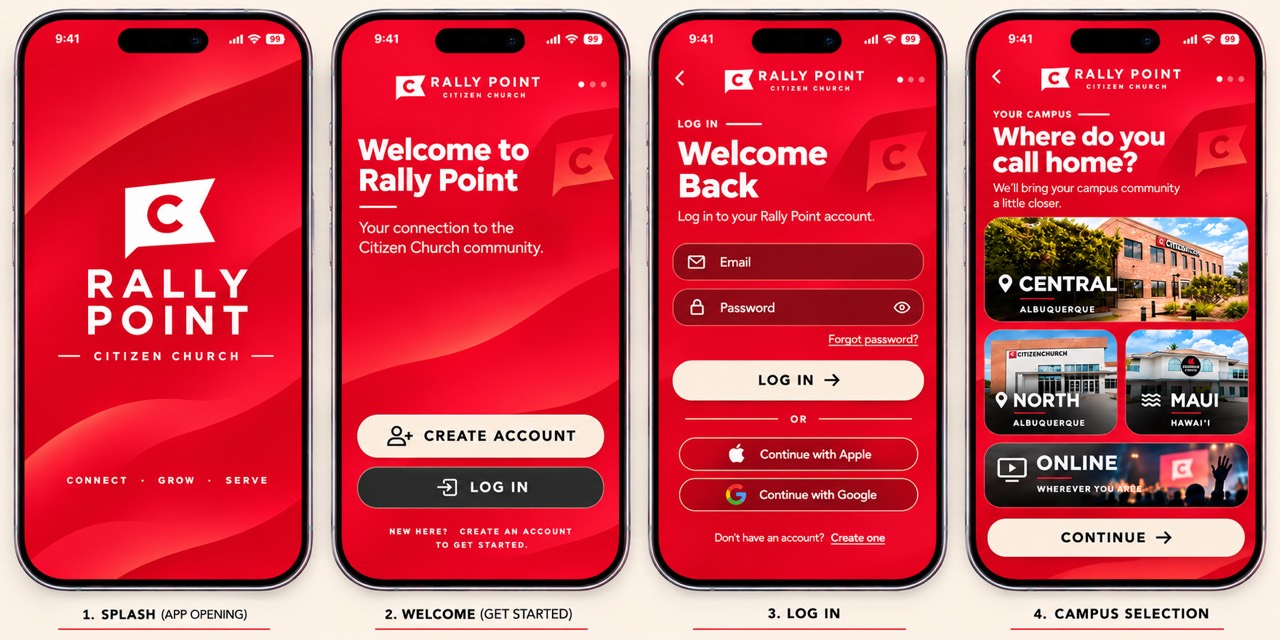 9:41
99
C
RALLY
POINT
CITIZEN CHURCH
CONNECT · GROW · SERVE
1. SPLASH (APP OPENING)
9:41
99
C
RALLY POINT
CITIZEN CHURCH
Welcome to
Rally Point
C
Your connection to the
Citizen Church community.
CREATE ACCOUNT
LOG IN
NEW HERE? CREATE AN ACCOUNT
TO GET STARTED.
2. WELCOME (GET STARTED)
9:41
99
C
RALLY POINT
CITIZEN CHURCH
LOG IN
Welcome
Back
C
Log in to your Rally Point account.
Email
Password
Forgot password?
LOG IN →
OR
Continue with Apple
G
Continue with Google
Don't have an account? Create one
3. LOG IN
9:41
99
C
RALLY POINT
CITIZEN CHURCH
YOUR CAMPUS
Where do you
call home?
C
We'll bring your campus community
a little closer.
CENTRAL
ALBUQUERQUE
CITIZENCHURCH
NORTH
ALBUQUERQUE
MAUI
HAWAI'I
ONLINE
C
CONTINUE →
4. CAMPUS SELECTION